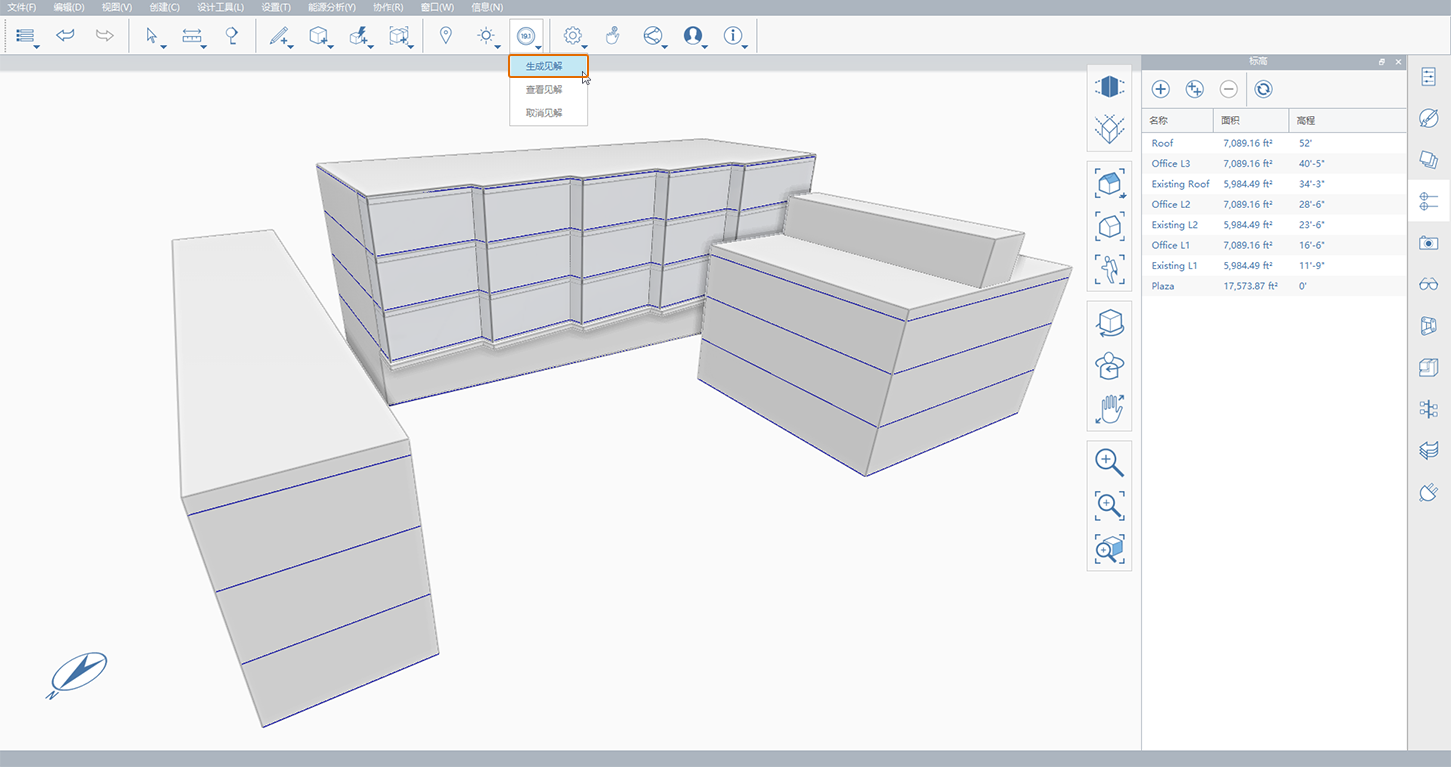 文件(F) 编辑(D) 视图(V) 创建(C) 设计工具(L) 设置(T) 能源分析(Y) 协作(R) 窗口(W) 信息(N)
19.1
生成见解
查看见解
取消见解
标高
名称 面积 高程
Roof 7,089.16 ft² 52'
Office L3 7,089.16 ft² 40'-5"
Existing Roof 5,984.49 ft² 34'-3"
Office L2 7,089.16 ft² 28'-6"
Existing L2 5,984.49 ft² 23'-6"
Office L1 7,089.16 ft² 16'-6"
Existing L1 5,984.49 ft² 11'-9"
Plaza 17,573.87 ft² 0'
N